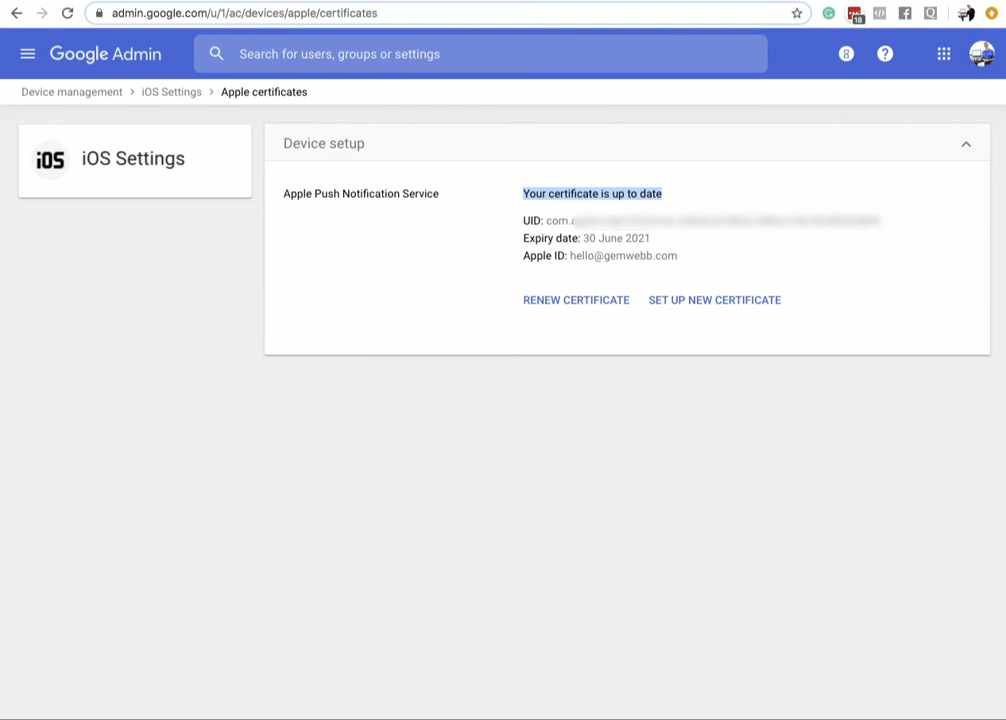 admin.google.com/u/1/ac/devices/apple/certificates
18
Google Admin
Search for users, groups or settings
8
?
Device management > iOS Settings > Apple certificates
iOS
iOS Settings
Device setup
Apple Push Notification Service
Your certificate is up to date
UID: com.
Expiry date: 30 June 2021
Apple ID: hello@gemwebb.com
RENEW CERTIFICATE SET UP NEW CERTIFICATE